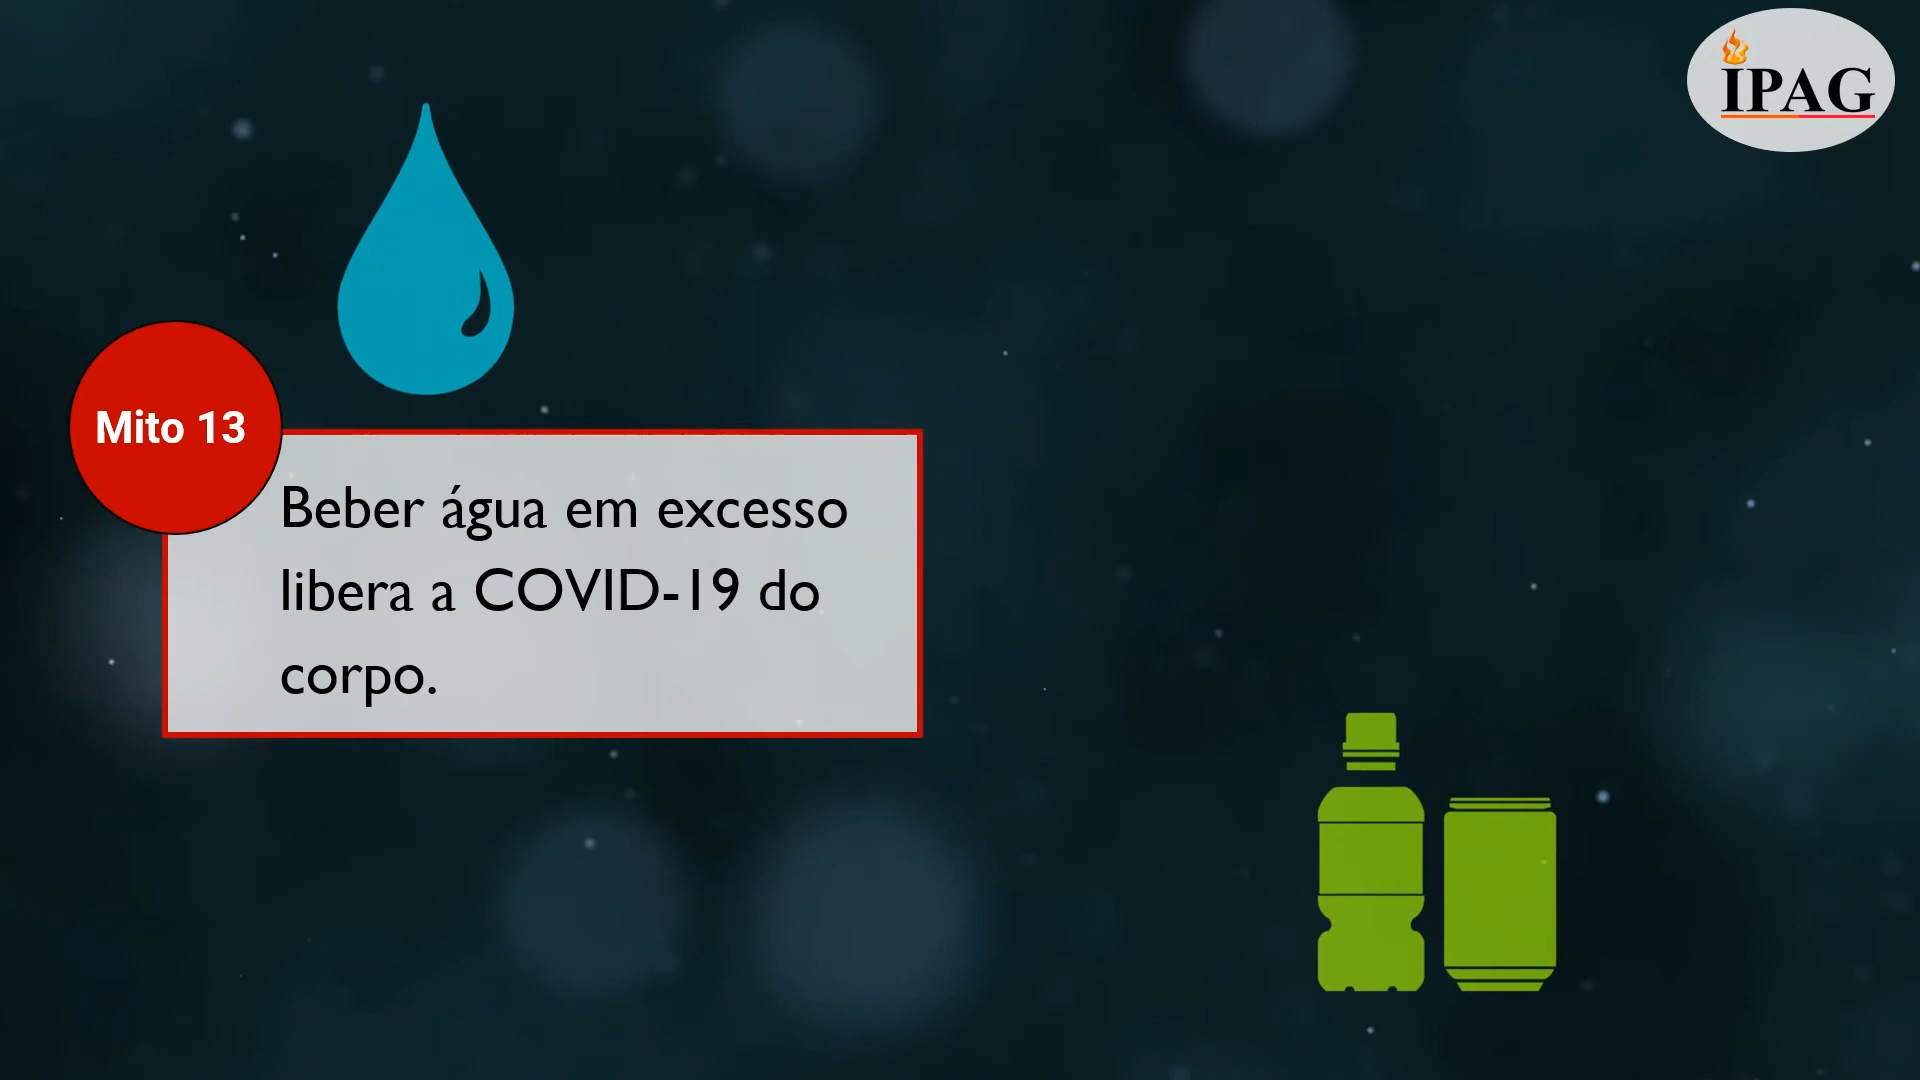 IPAG
Mito 13
Beber água em excesso
libera a COVID-19 do
corpo.